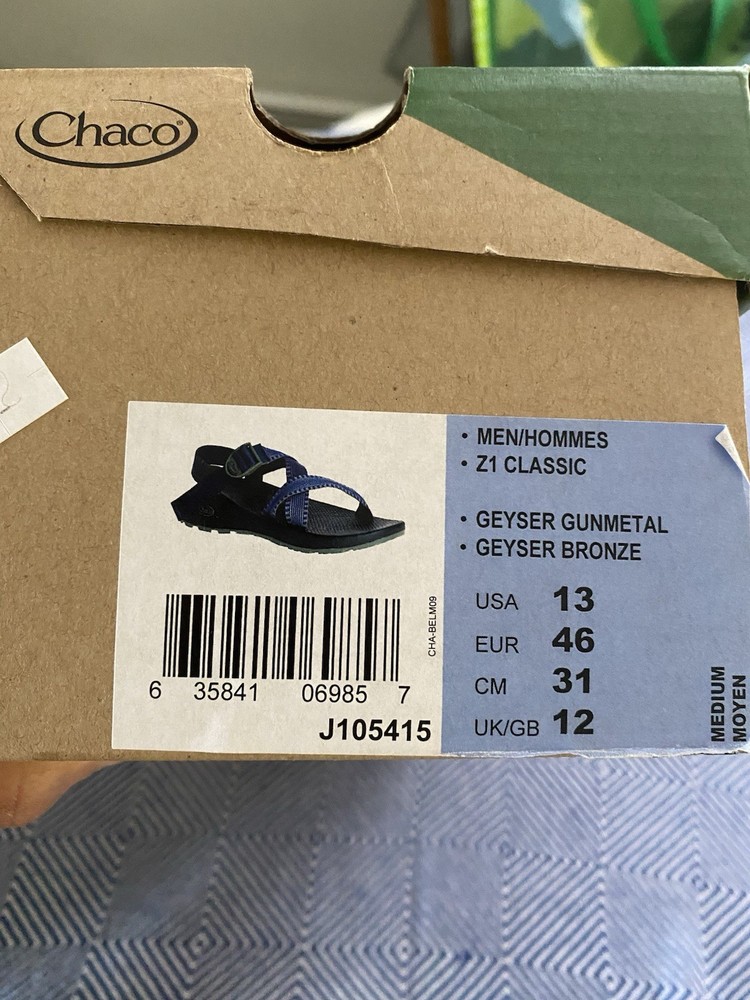 Chaco®
• MEN/HOMMES
• Z1 CLASSIC
• GEYSER GUNMETAL
• GEYSER BRONZE
USA 13
EUR 46
CM 31
UK/GB 12
MEDIUM
MOYEN
CHA-BELM09
6 35841 06985 7
J105415